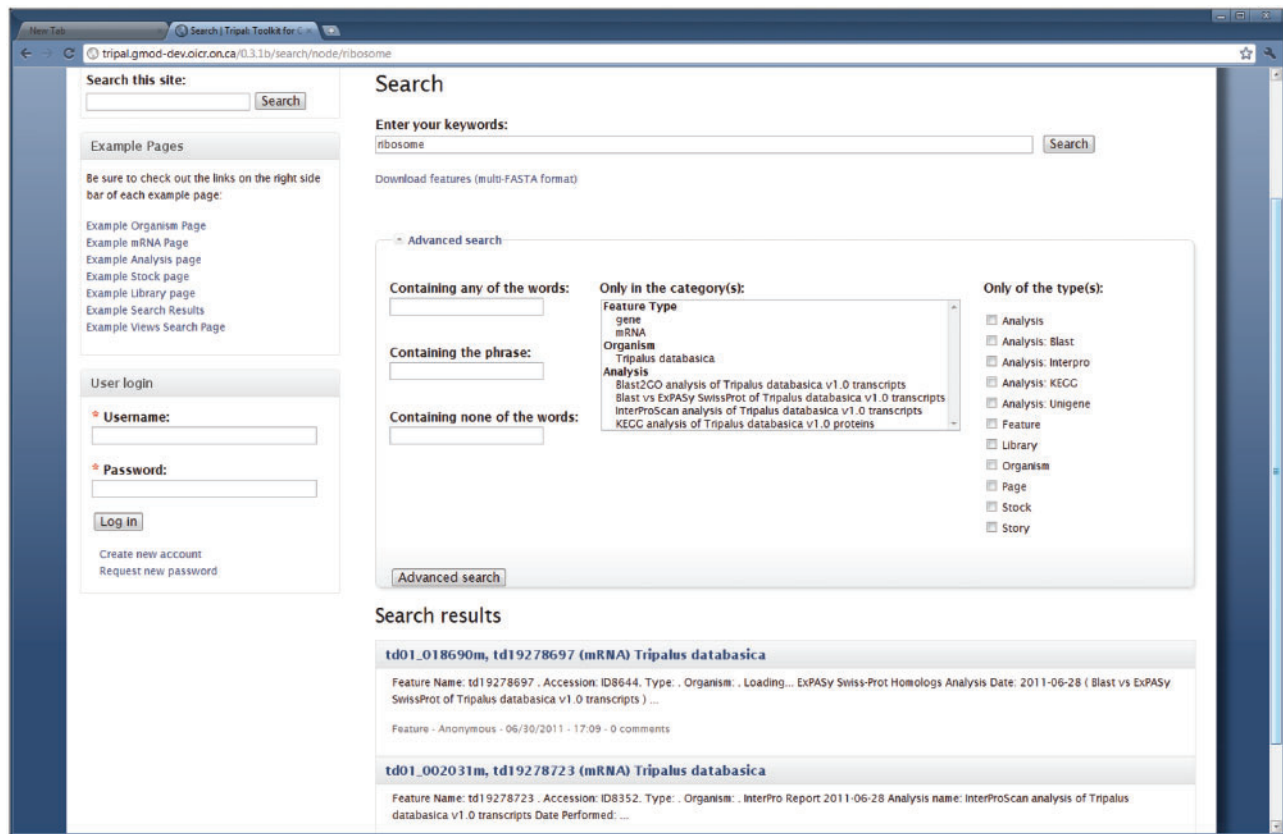 New Tab
Search | Tripal: Toolkit for C
tripal.gmod-dev.oicr.on.ca/0.3.1b/search/node/ribosome
Search this site:
Search
Example Pages
Be sure to check out the links on the right side
bar of each example page:
Example Organism Page
Example mRNA Page
Example Analysis page
Example Stock page
Example Library page
Example Search Results
Example Views Search Page
User login
* Username:
* Password:
Log in
Create new account
Request new password
Search
Enter your keywords:
ribosome
Search
Download features (multi-FASTA format)
Advanced search
Containing any of the words:
Containing the phrase:
Containing none of the words:
Only in the category(s):
Feature Type
gene
mRNA
Organism
Tripalus databasica
Analysis
Blast2GO analysis of Tripalus databasica v1.0 transcripts
Blast vs ExPASy SwissProt of Tripalus databasica v1.0 transcripts
InterProScan analysis of Tripalus databasica v1.0 transcripts
KEGG analysis of Tripalus databasica v1.0 proteins
Only of the type(s):
Analysis
Analysis: Blast
Analysis: Interpro
Analysis: KEGG
Analysis: Unigene
Feature
Library
Organism
Page
Stock
Story
Advanced search
Search results
td01_018690m, td19278697 (mRNA) Tripalus databasica
Feature Name: td19278697 . Accession: ID8644. Type: . Organism: . Loading... ExPASy Swiss-Prot Homologs Analysis Date: 2011-06-28 ( Blast vs ExPASy
SwissProt of Tripalus databasica v1.0 transcripts ) ...
Feature - Anonymous - 06/30/2011 - 17:09 - 0 comments
td01_002031m, td19278723 (mRNA) Tripalus databasica
Feature Name: td19278723 . Accession: ID8352. Type: . Organism: . InterPro Report 2011-06-28 Analysis name: InterProScan analysis of Tripalus
databasica v1.0 transcripts Date Performed: ...